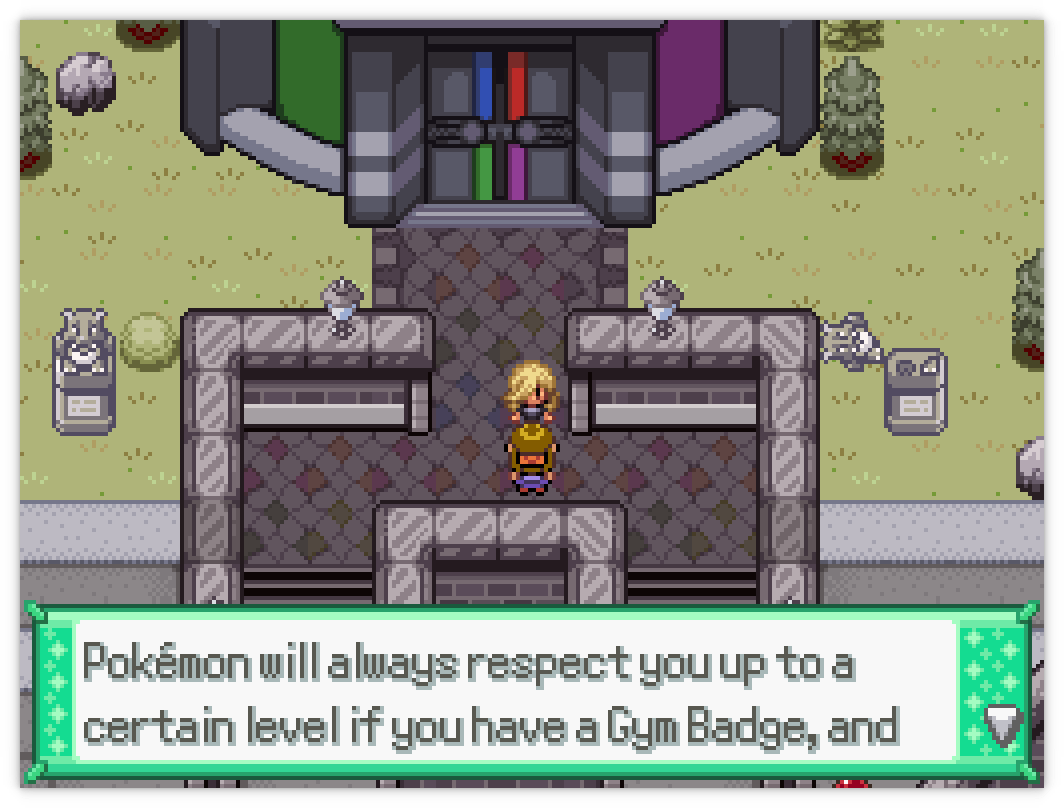 Pokémon will always respect you up to a
certain level if you have a Gym Badge, and